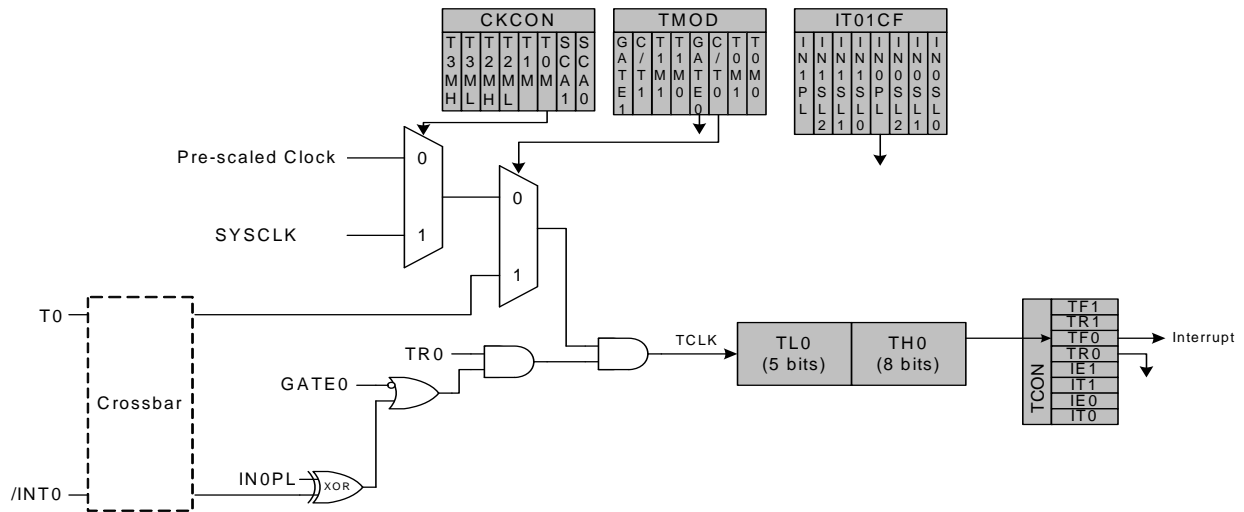 CKCON
T3MH
T3ML
T2MH
T2ML
T1M
T0M
SCA1
SCA0
TMOD
GATE1
C/T1
T1M1
T1M0
GATE0
C/T0
T0M1
T0M0
IT01CF
IN1PL
IN1SL2
IN1SL1
IN1SL0
IN0PL
IN0SL2
IN0SL1
IN0SL0
Pre-scaled Clock
0
SYSCLK
1
0
1
T0
Crossbar
/INT0
TR0
GATE0
IN0PL
XOR
TCLK
TL0
(5 bits)
TH0
(8 bits)
TCON
TF1
TR1
TF0
TR0
IE1
IT1
IE0
IT0
Interrupt